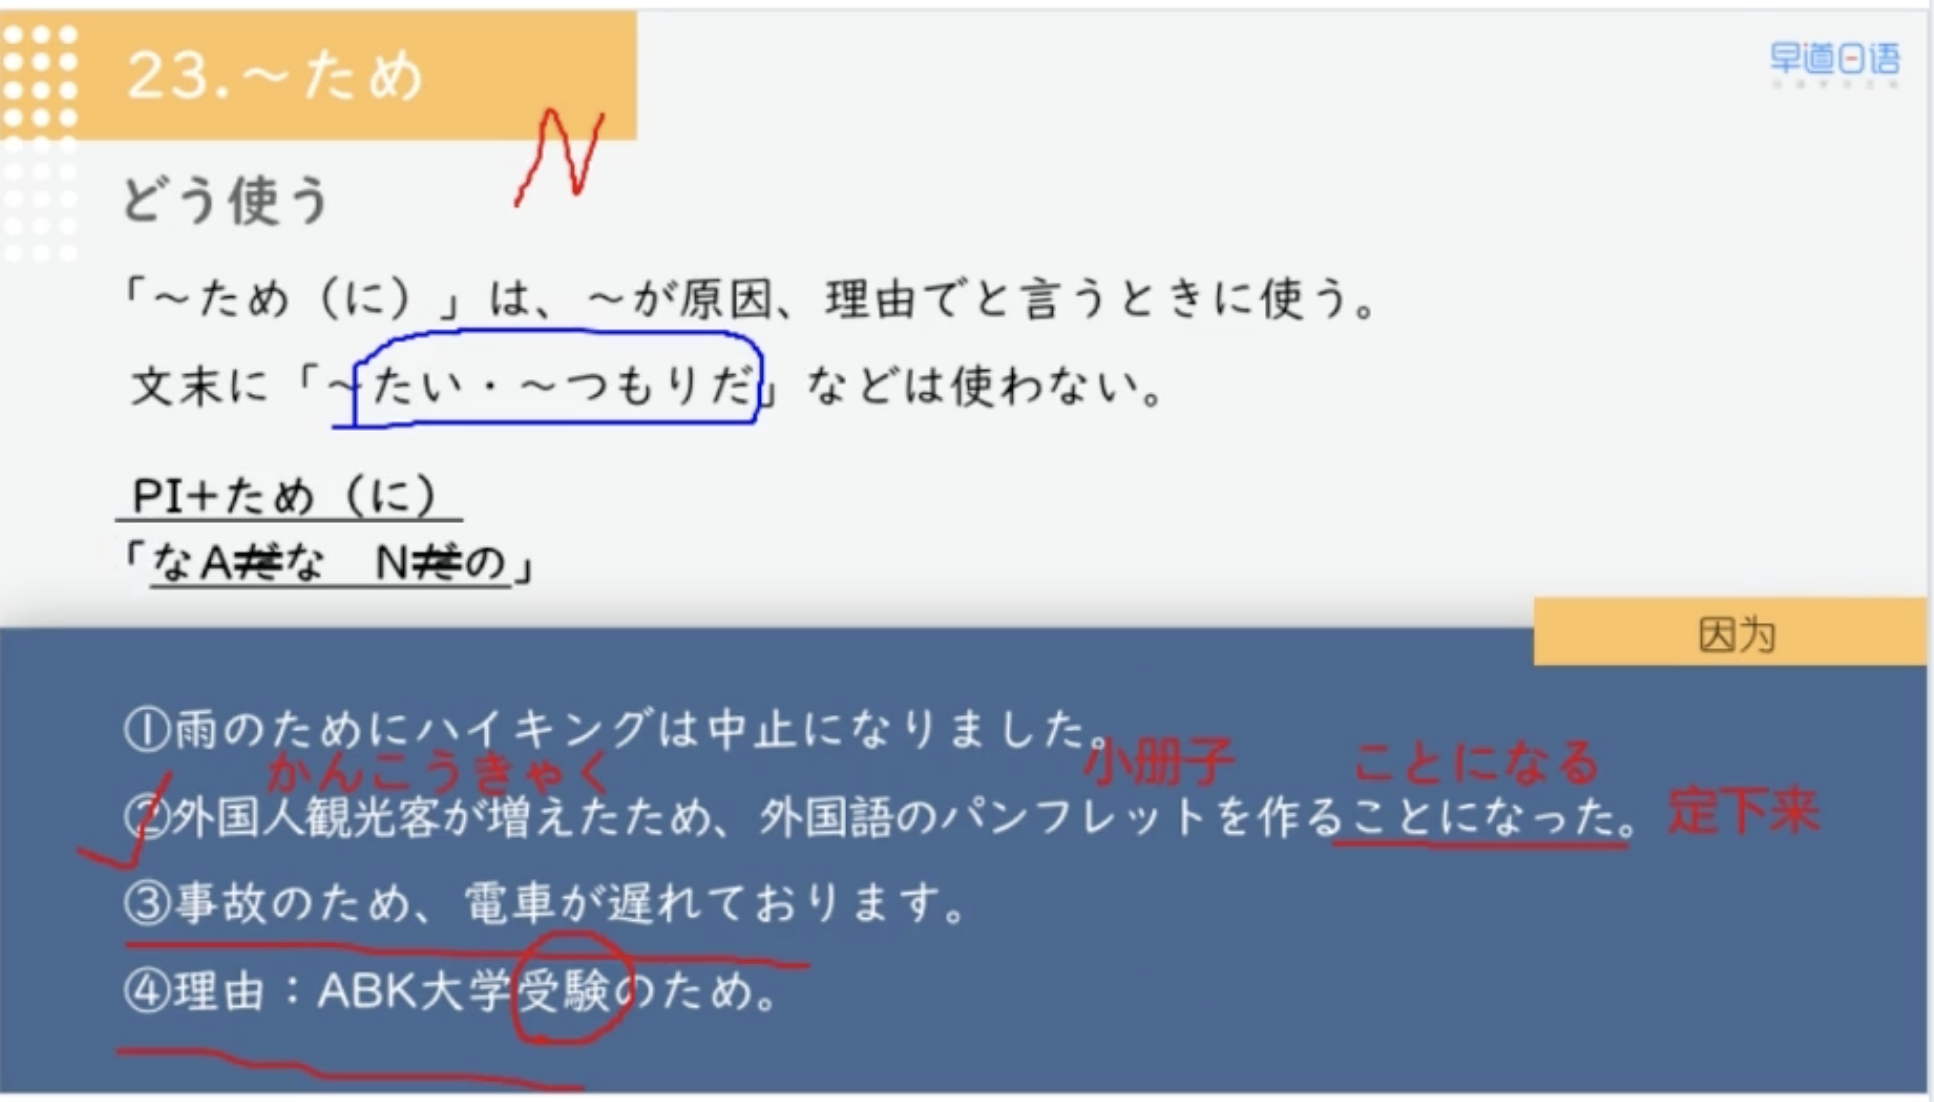 23.～ため
早道日语
N
どう使う
「～ため（に）」は、～が原因、理由でと言うときに使う。
文末に「～たい・～つもりだ」などは使わない。
PI+ため（に）
「なAだな　Nだの」
因为
①雨のためにハイキングは中止になりました。
かんこうきゃく　小册子　ことになる
②外国人観光客が増えたため、外国語のパンフレットを作ることになった。定下来
③事故のため、電車が遅れております。
④理由：ABK大学受験のため。